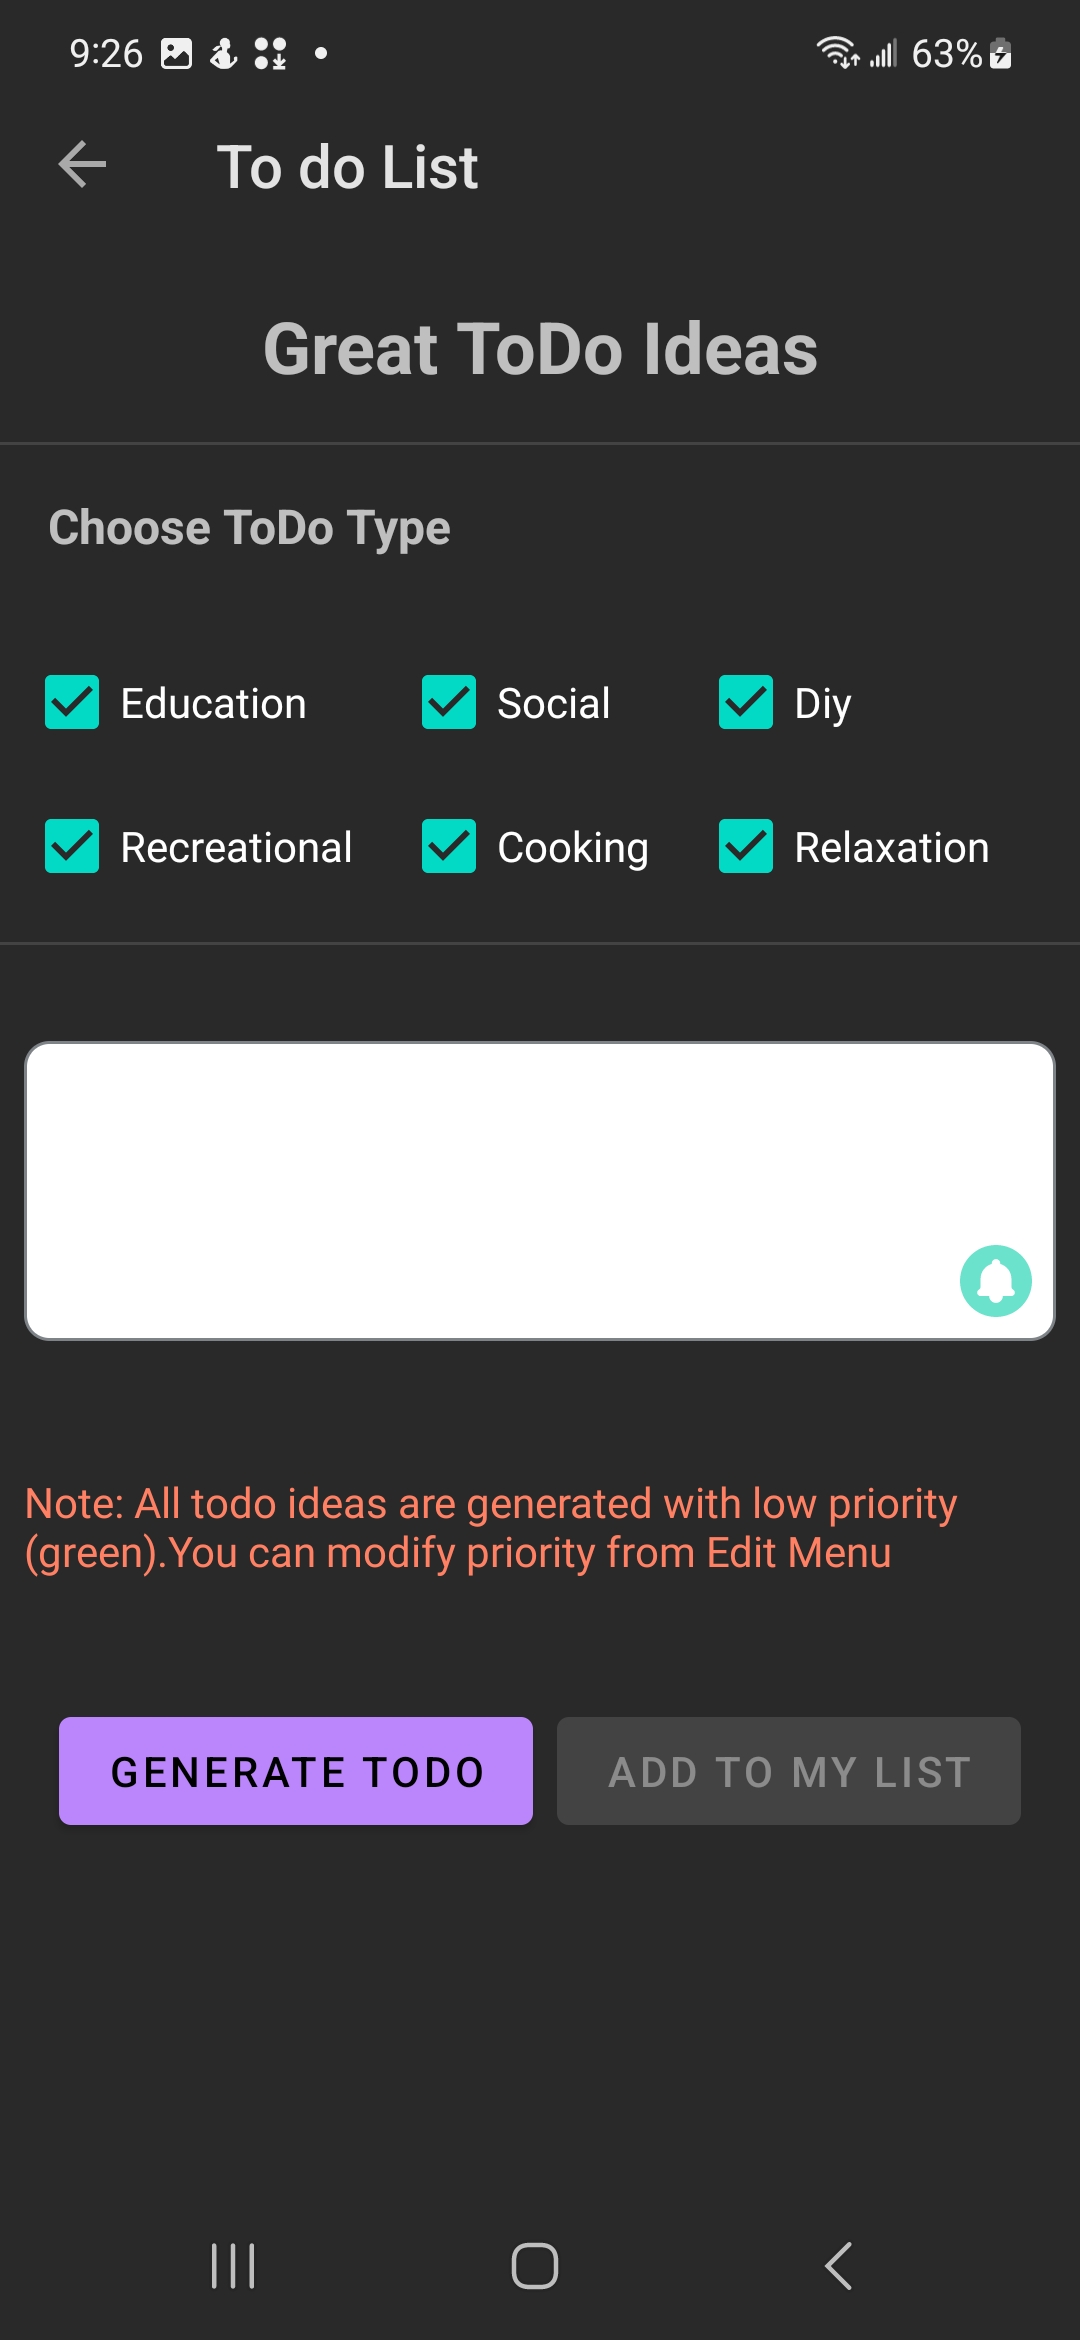 9:26 63%
To do List
Great ToDo Ideas
Choose ToDo Type
Education Social Diy
Recreational Cooking Relaxation
Note: All todo ideas are generated with low priority
(green).You can modify priority from Edit Menu
GENERATE TODO ADD TO MY LIST